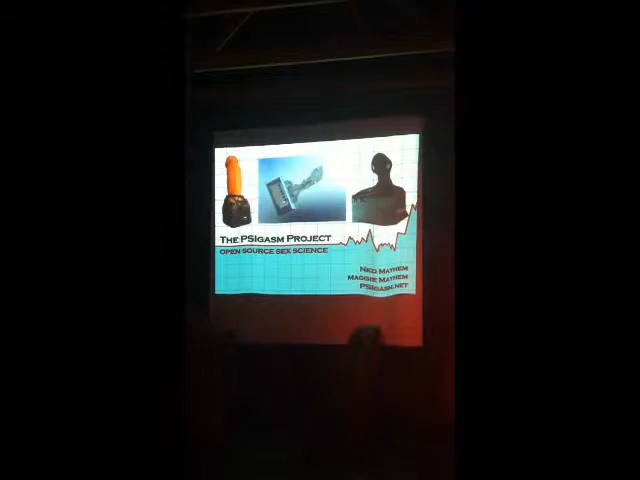 THE PSIGASM PROJECT
OPEN SOURCE SEX SCIENCE
NED MAYHEM
MAGGIE MAYHEM
PSIGASM.NET